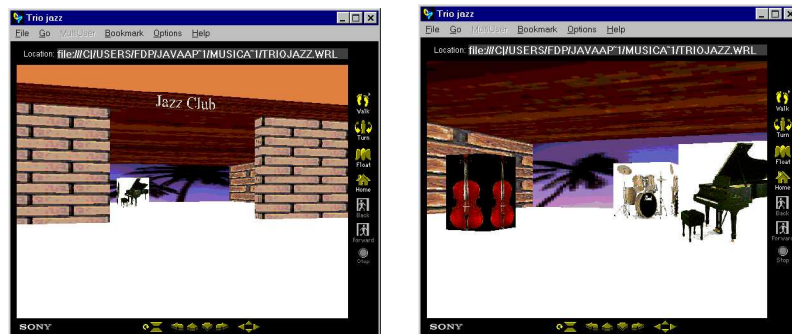 Trio jazz
File Go MultiUser Bookmark Options Help
Location: file:///C|/USERS/FDP/JAVAAP~1/MUSICA~1/TRIOJAZZ.WRL
Jazz Club
Walk
Turn
Float
Home
Back
Forward
Stop
SONY
Trio jazz
File Go MultiUser Bookmark Options Help
Location: file:///C|/USERS/FDP/JAVAAP~1/MUSICA~1/TRIOJAZZ.WRL
Walk
Turn
Float
Home
Back
Forward
Stop
SONY